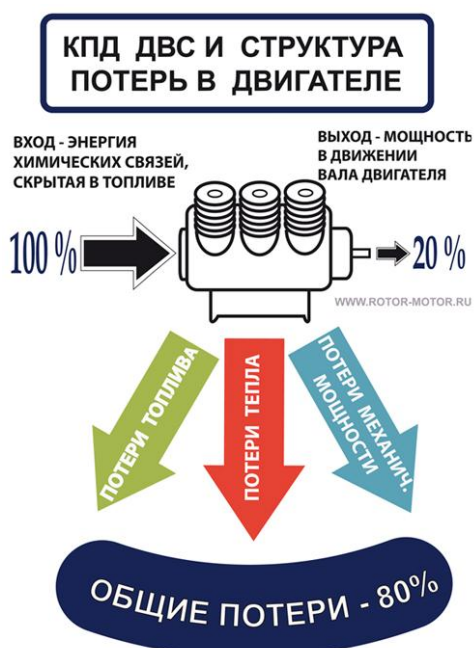 КПД ДВС И СТРУКТУРА
ПОТЕРЬ В ДВИГАТЕЛЕ
ВХОД - ЭНЕРГИЯ
ХИМИЧЕСКИХ СВЯЗЕЙ,
СКРЫТАЯ В ТОПЛИВЕ
ВЫХОД - МОЩНОСТЬ
В ДВИЖЕНИИ
ВАЛА ДВИГАТЕЛЯ
100 %
20 %
WWW.ROTOR-MOTOR.RU
ПОТЕРИ ТОПЛИВА
ПОТЕРИ ТЕПЛА
ПОТЕРИ МЕХАНИЧ.
МОЩНОСТИ
ОБЩИЕ ПОТЕРИ - 80%